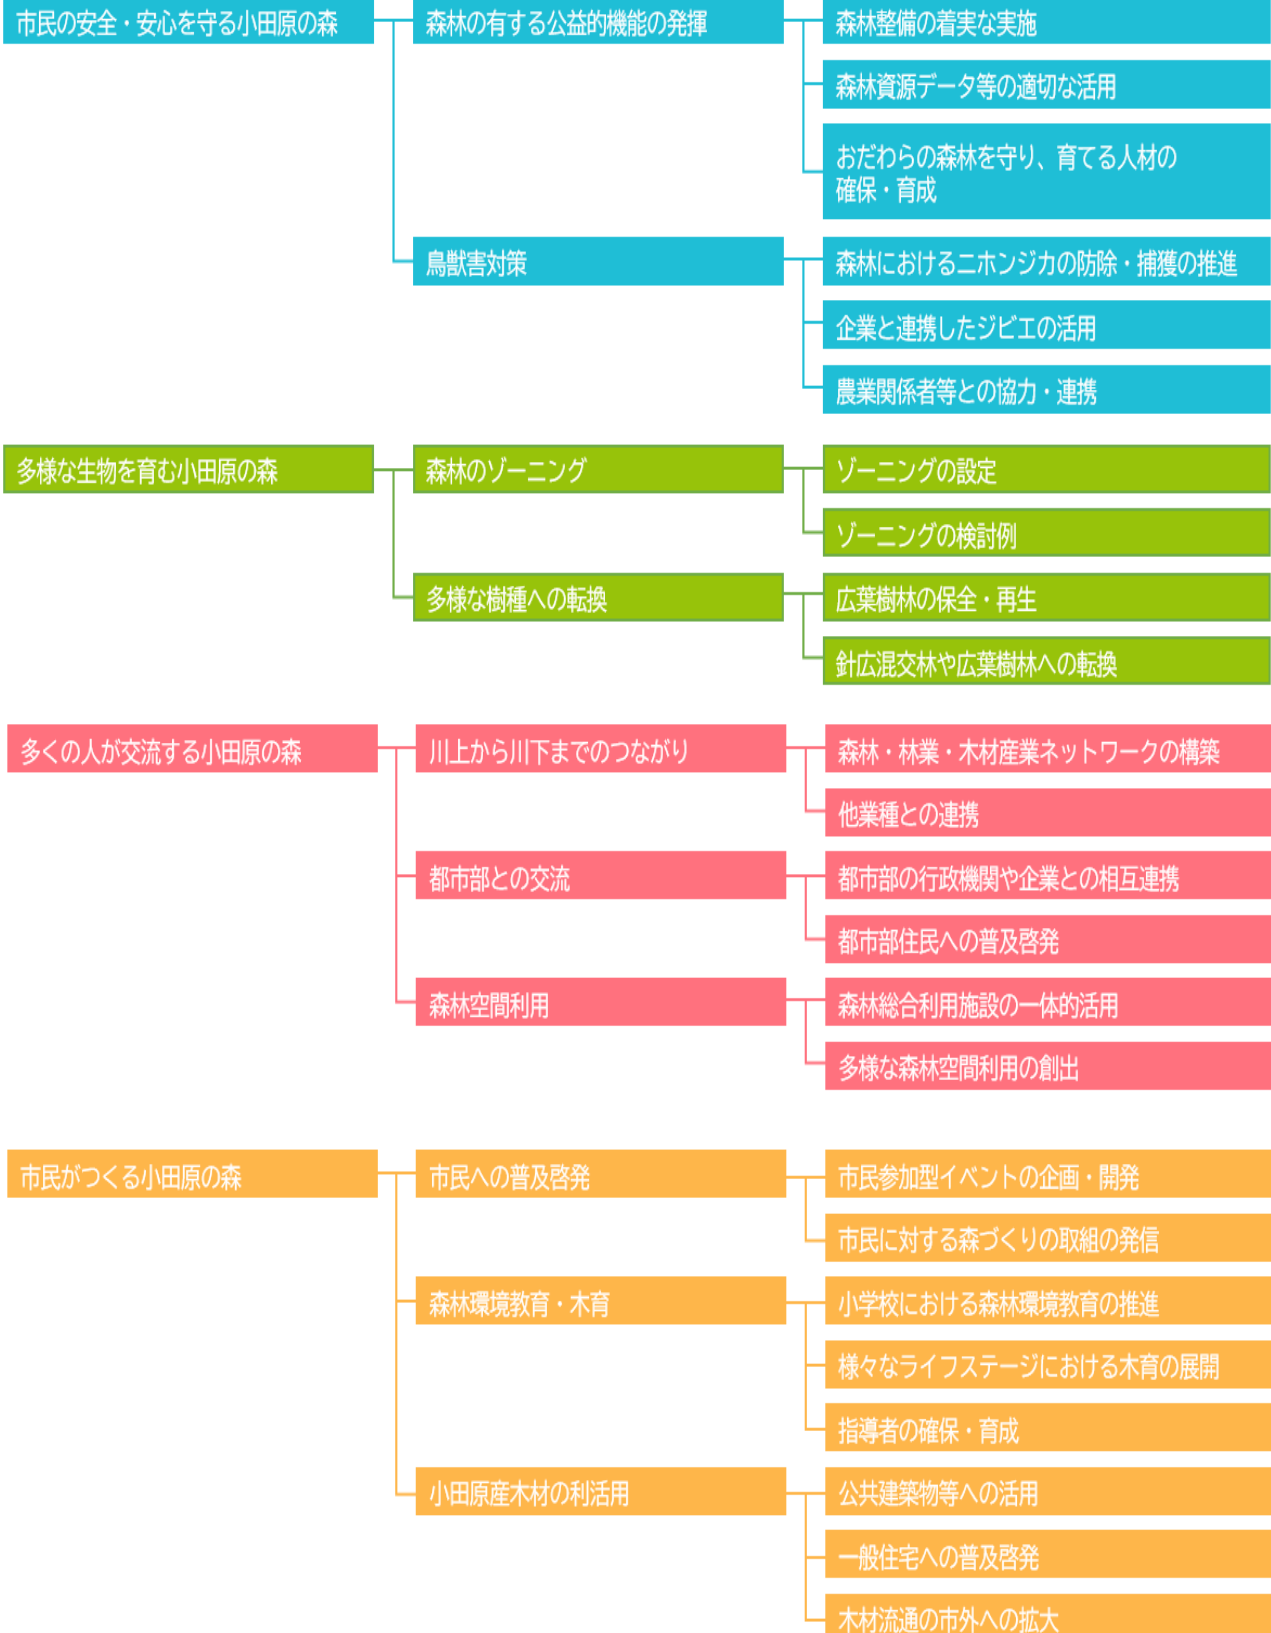 市民の安全・安心を守る小田原の森
森林の有する公益的機能の発揮
森林整備の着実な実施
森林資源データ等の適切な活用
おだわらの森林を守り、育てる人材の
確保・育成
鳥獣害対策
森林におけるニホンジカの防除・捕獲の推進
企業と連携したジビエの活用
農業関係者等との協力・連携
多様な生物を育む小田原の森
森林のゾーニング
ゾーニングの設定
ゾーニングの検討例
多様な樹種への転換
広葉樹林の保全・再生
針広混交林や広葉樹林への転換
多くの人が交流する小田原の森
川上から川下までのつながり
森林・林業・木材産業ネットワークの構築
他業種との連携
都市部との交流
都市部の行政機関や企業との相互連携
都市部住民への普及啓発
森林空間利用
森林総合利用施設の一体的活用
多様な森林空間利用の創出
市民がつくる小田原の森
市民への普及啓発
市民参加型イベントの企画・開発
市民に対する森づくりの取組の発信
森林環境教育・木育
小学校における森林環境教育の推進
様々なライフステージにおける木育の展開
指導者の確保・育成
小田原産木材の利活用
公共建築物等への活用
一般住宅への普及啓発
木材流通の市外への拡大